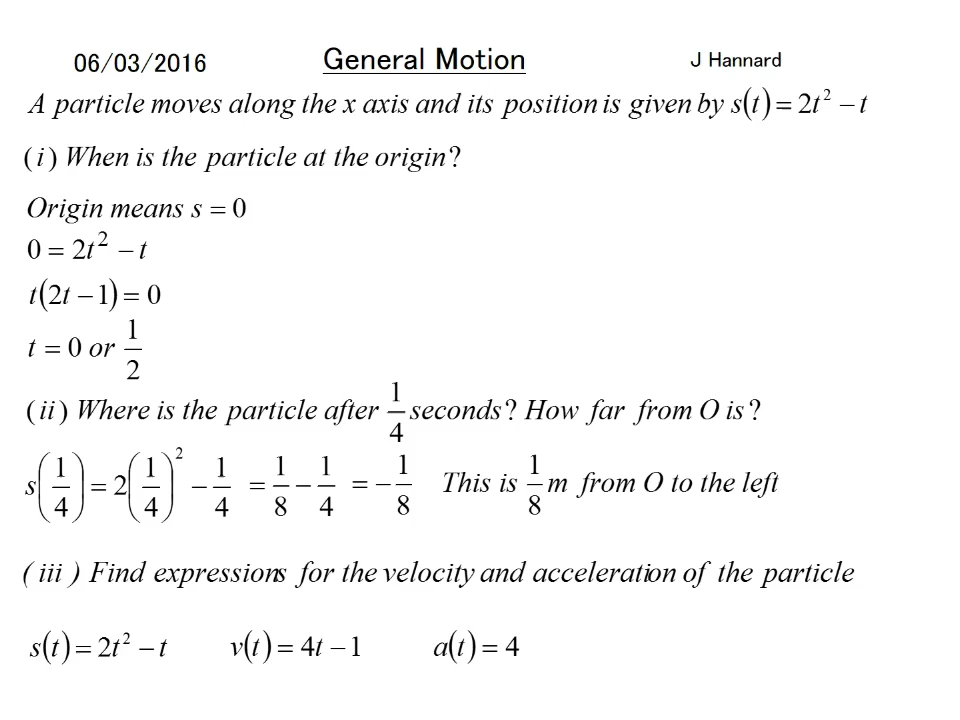 06/03/2016 General Motion J Hannard
A particle moves along the x axis and its position is given by s(t) = 2t² − t
(i) When is the particle at the origin?
Origin means s = 0
0 = 2t² − t
t(2t − 1) = 0
t = 0 or 1/2
(ii) Where is the particle after 1/4 seconds? How far from O is?
s(1/4) = 2(1/4)² − 1/4 = 1/8 − 1/4 = −1/8 This is 1/8 m from O to the left
(iii) Find expressions for the velocity and acceleration of the particle
s(t) = 2t² − t v(t) = 4t − 1 a(t) = 4